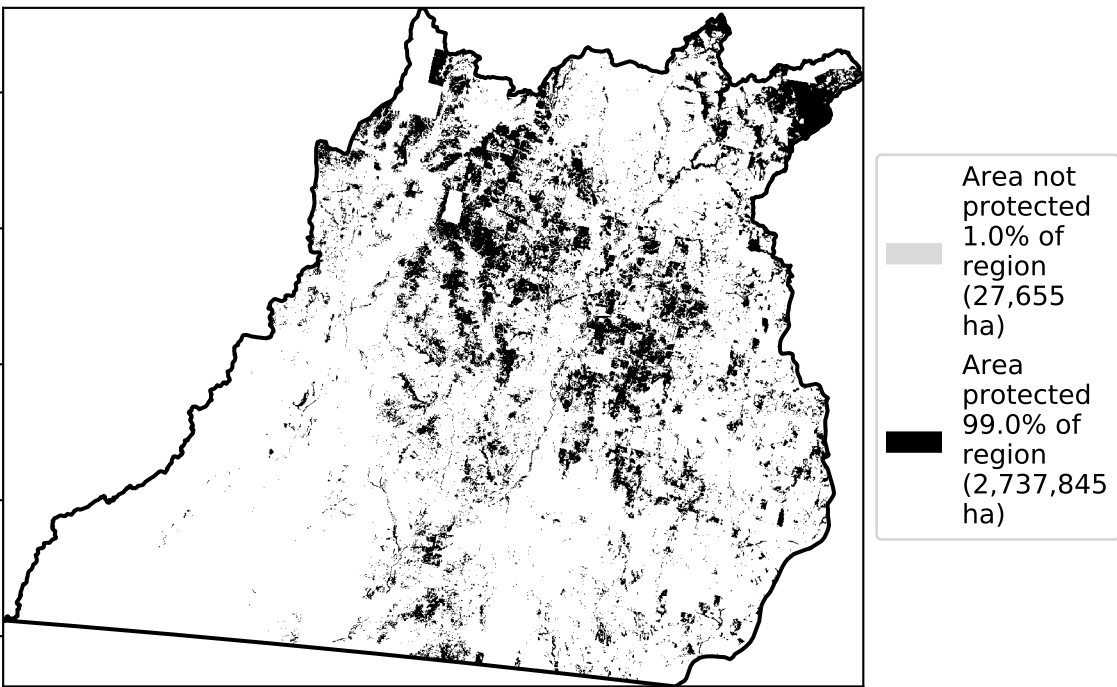 Area not
protected
1.0% of
region
(27,655
ha)
Area
protected
99.0% of
region
(2,737,845
ha)